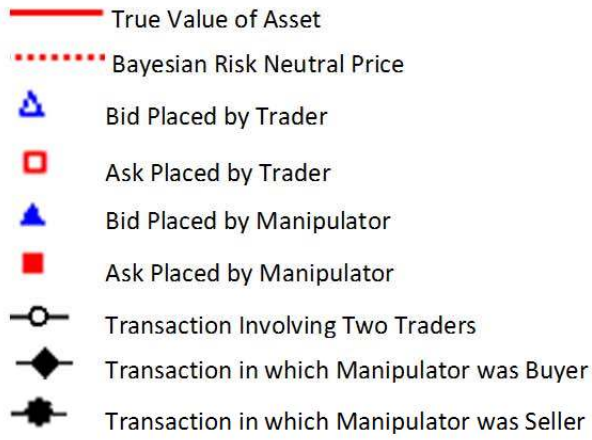 True Value of Asset
Bayesian Risk Neutral Price
Bid Placed by Trader
Ask Placed by Trader
Bid Placed by Manipulator
Ask Placed by Manipulator
Transaction Involving Two Traders
Transaction in which Manipulator was Buyer
Transaction in which Manipulator was Seller